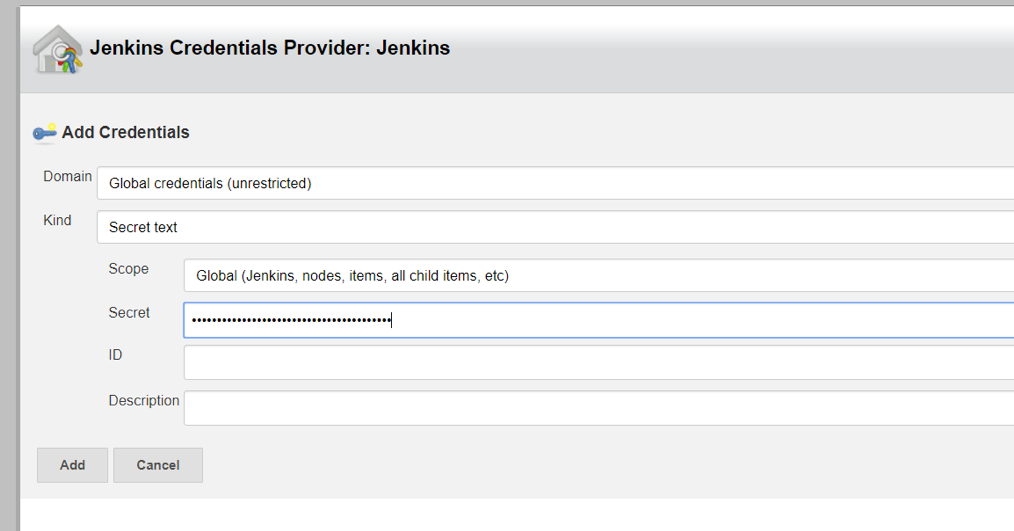 Jenkins Credentials Provider: Jenkins
Add Credentials
Domain Global credentials (unrestricted)
Kind Secret text
Scope Global (Jenkins, nodes, items, all child items, etc)
Secret ••••••••••••••••••••••••••••••••••••••••
ID
Description
Add Cancel